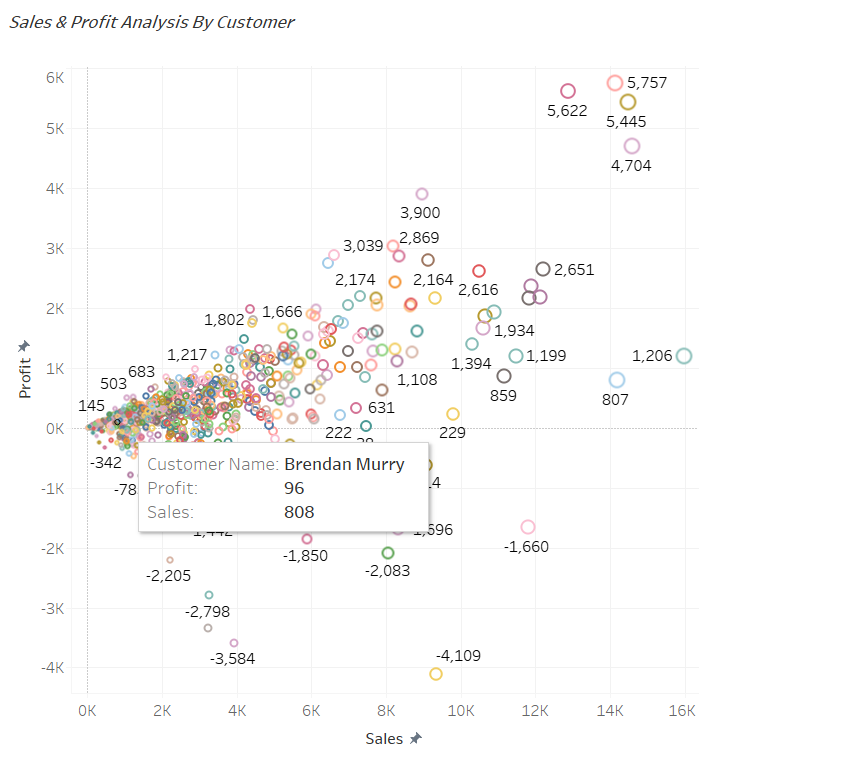 Sales & Profit Analysis By Customer
6K
5,757
5,622
5,445
5K
4,704
4K
3,900
3K
3,039
2,869
2,651
2,174
2,164
2,616
2K
1,802
1,666
1,934
1,217
1,394
1,199
1,206
1K
683
503
1,108
859
807
145
631
0K
222
229
-342
Customer Name: Brendan Murry
Profit: 96
Sales: 808
-1K
-1,660
-1,850
-2K
-2,083
-2,205
-2,798
-3K
-3,584
-4,109
-4K
0K 2K 4K 6K 8K 10K 12K 14K 16K
Profit
Sales